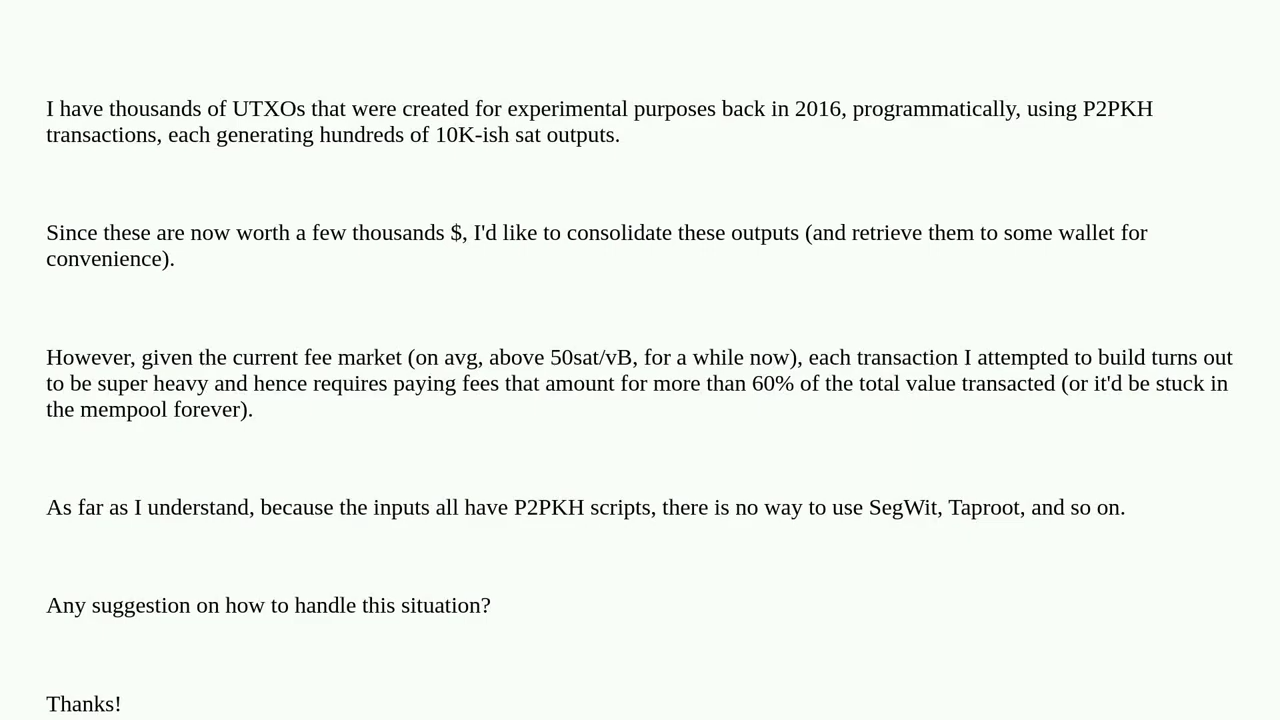 I have thousands of UTXOs that were created for experimental purposes back in 2016, programmatically, using P2PKH
transactions, each generating hundreds of 10K-ish sat outputs.
Since these are now worth a few thousands $, I'd like to consolidate these outputs (and retrieve them to some wallet for
convenience).
However, given the current fee market (on avg, above 50sat/vB, for a while now), each transaction I attempted to build turns out
to be super heavy and hence requires paying fees that amount for more than 60% of the total value transacted (or it'd be stuck in
the mempool forever).
As far as I understand, because the inputs all have P2PKH scripts, there is no way to use SegWit, Taproot, and so on.
Any suggestion on how to handle this situation?
Thanks!